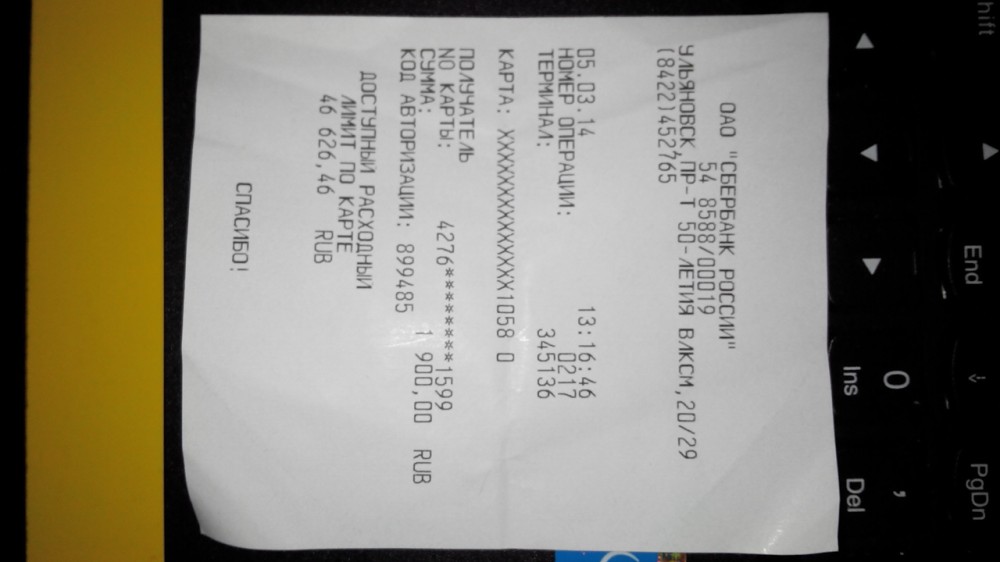 ОАО "СБЕРБАНК РОССИИ"
54 8588/00019
УЛЬЯНОВСК, ПР-Т 50-ЛЕТИЯ ВЛКСМ,20/29
(8422)452765
05.03.14 13:16:46
НОМЕР ОПЕРАЦИИ: 0217
ТЕРМИНАЛ: 345136
КАРТА: XXXXXXXXXXXXXX1058 0
ПОЛУЧАТЕЛЬ
NO КАРТЫ: 4276********1599
СУММА: 1 900,00 RUB
КОД АВТОРИЗАЦИИ: 899485
ДОСТУПНЫЙ РАСХОДНЫЙ
ЛИМИТ ПО КАРТЕ
46 626,46 RUB
СПАСИБО!
hift
End
PgDn
0
Ins
,
Del